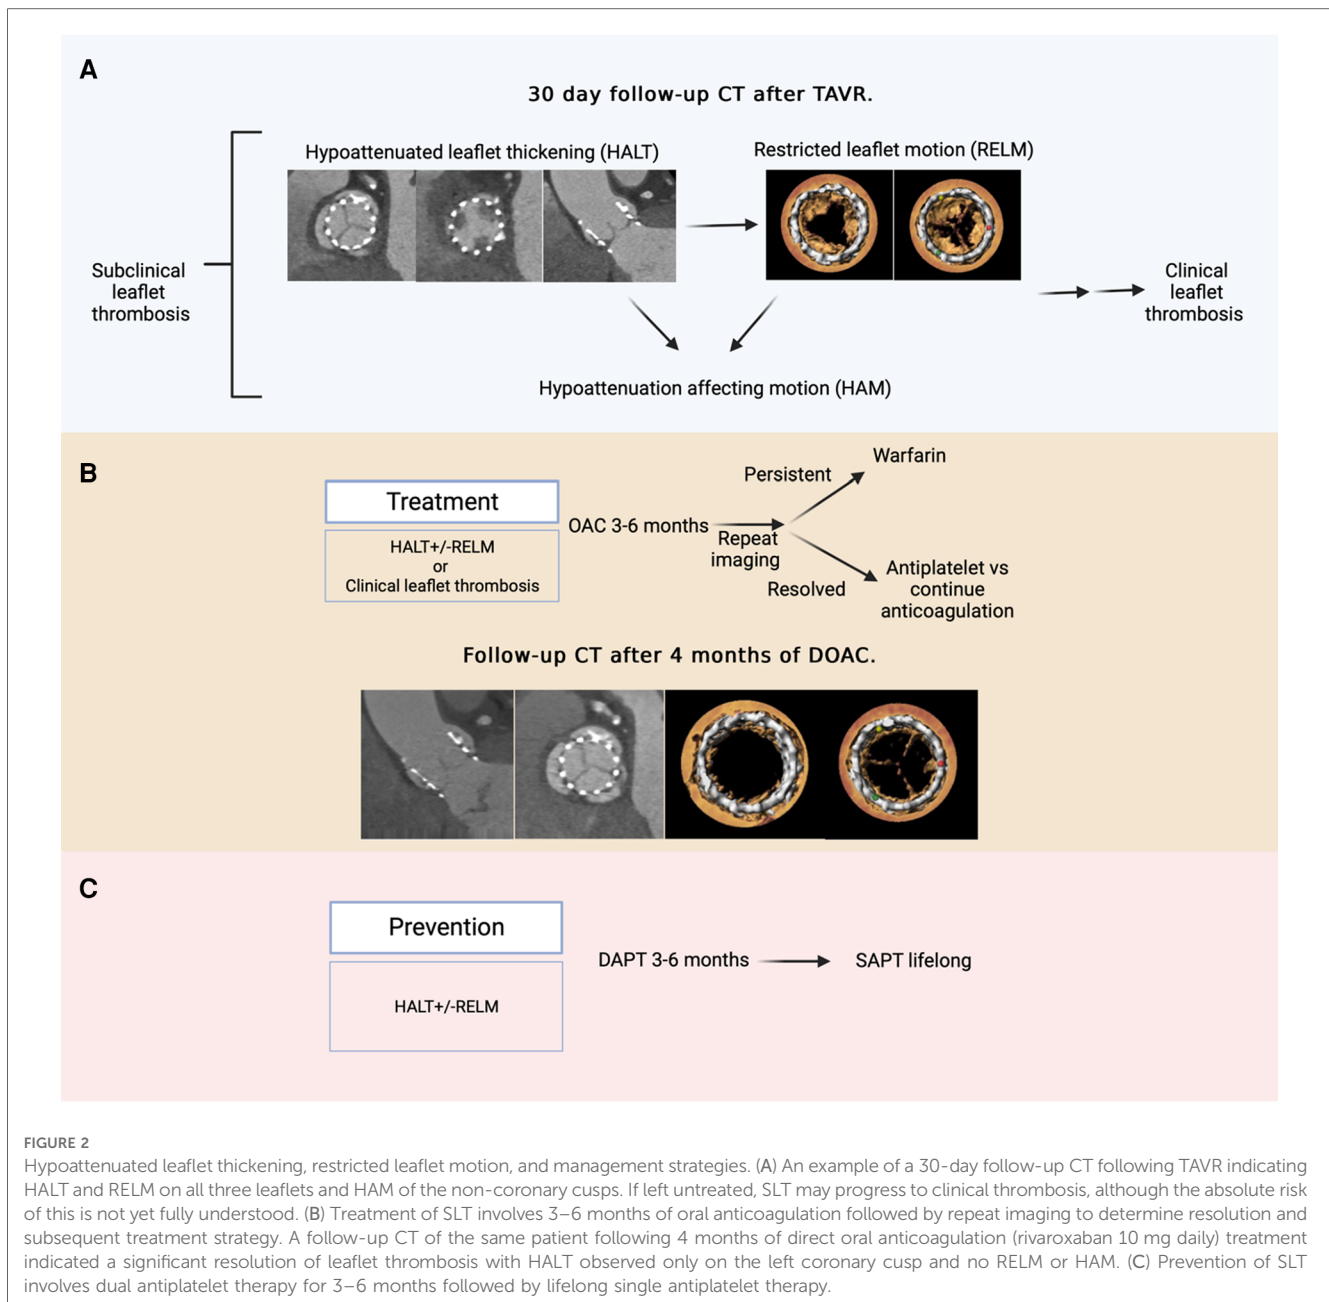 A
30 day follow-up CT after TAVR.
Hypoattenuated leaflet thickening (HALT)
Restricted leaflet motion (RELM)
Subclinical
leaflet
thrombosis
Clinical
leaflet
thrombosis
Hypoattenuation affecting motion (HAM)
B
Treatment
HALT+/-RELM
or
Clinical leaflet thrombosis
OAC 3-6 months
Repeat
imaging
Persistent
Warfarin
Resolved
Antiplatelet vs
continue
anticoagulation
Follow-up CT after 4 months of DOAC.
C
Prevention
HALT+/-RELM
DAPT 3-6 months
SAPT lifelong
FIGURE 2
Hypoattenuated leaflet thickening, restricted leaflet motion, and management strategies. (A) An example of a 30-day follow-up CT following TAVR indicating
HALT and RELM on all three leaflets and HAM of the non-coronary cusps. If left untreated, SLT may progress to clinical thrombosis, although the absolute risk
of this is not yet fully understood. (B) Treatment of SLT involves 3–6 months of oral anticoagulation followed by repeat imaging to determine resolution and
subsequent treatment strategy. A follow-up CT of the same patient following 4 months of direct oral anticoagulation (rivaroxaban 10 mg daily) treatment
indicated a significant resolution of leaflet thrombosis with HALT observed only on the left coronary cusp and no RELM or HAM. (C) Prevention of SLT
involves dual antiplatelet therapy for 3–6 months followed by lifelong single antiplatelet therapy.